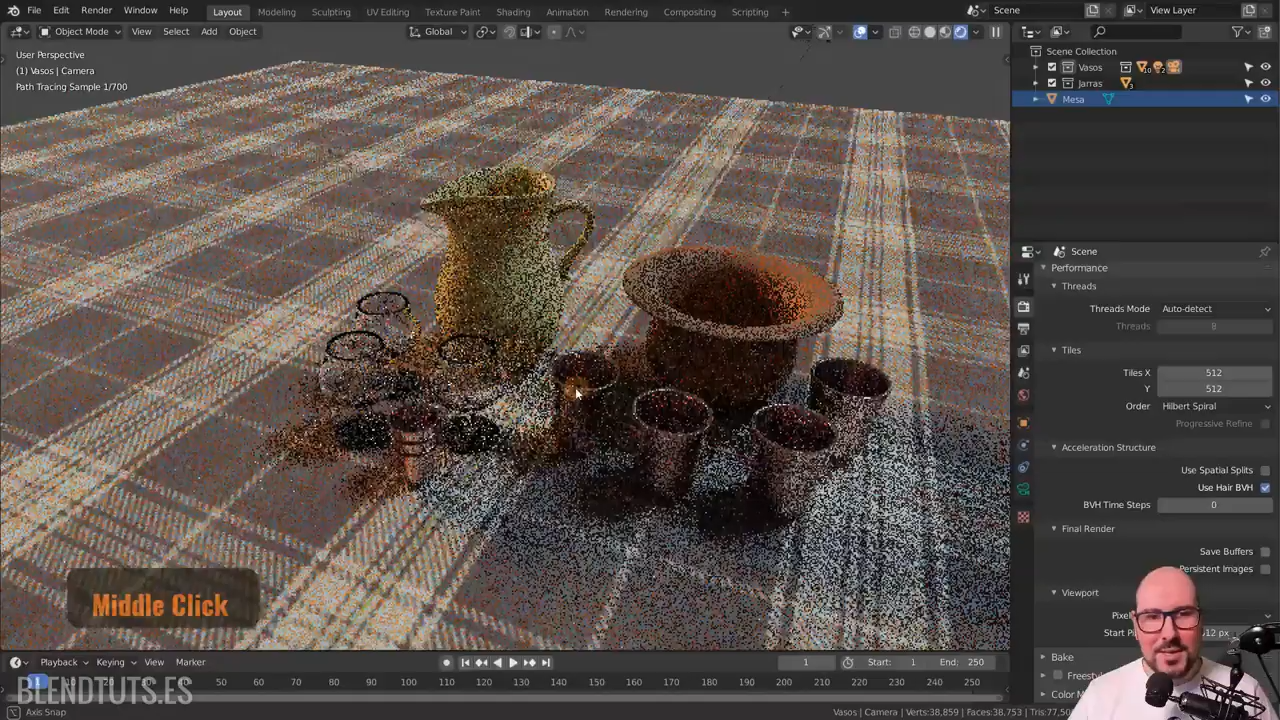 File Edit Render Window Help Layout Modeling Sculpting UV Editing Texture Paint Shading Animation Rendering Compositing Scripting + Scene View Layer
Object Mode View Select Add Object Global
User Perspective
(1) Vasos | Camera
Path Tracing Sample 1/700
Scene Collection
Vasos
Jarras
Mesa
Scene
Performance
Threads
Threads Mode Auto-detect
Threads 8
Tiles
Tiles X 512
Y 512
Order Hilbert Spiral
Progressive Refine
Acceleration Structure
Use Spatial Splits
Use Hair BVH
BVH Time Steps 0
Final Render
Save Buffers
Persistent Images
Viewport
Start
Bake
Middle Click
Playback Keying View Marker 1 Start: 1 End: 250
1 20 30 40 50 60 70 80 90 100 110 120 130 140 150 160 170 180 190 200 210 220 230 240 250
BLENDTUTS.ES
Axis Snap
Vasos | Camera | Verts:38,859 | Faces:38,753 |